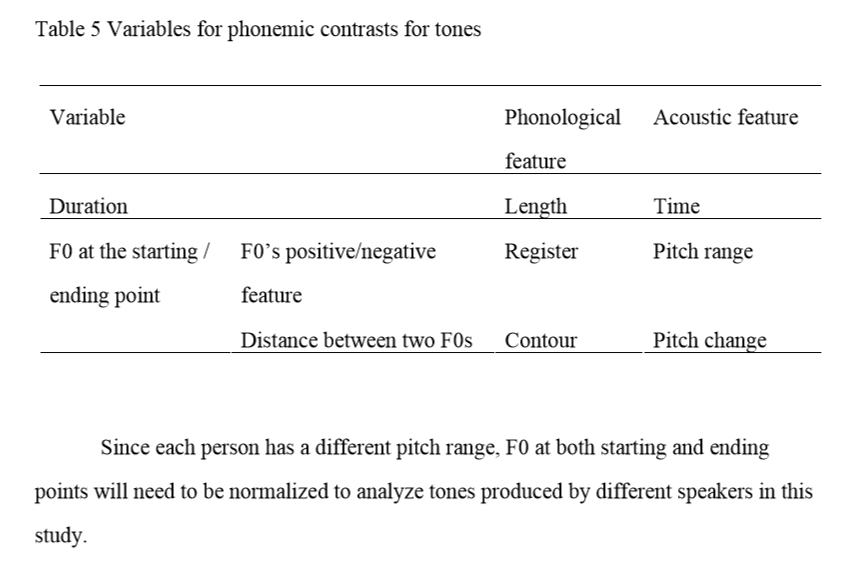 Table 5 Variables for phonemic contrasts for tones
Variable Phonological Acoustic feature
feature
Duration Length Time
F0 at the starting / F0’s positive/negative Register Pitch range
ending point feature
Distance between two F0s Contour Pitch change
Since each person has a different pitch range, F0 at both starting and ending
points will need to be normalized to analyze tones produced by different speakers in this
study.